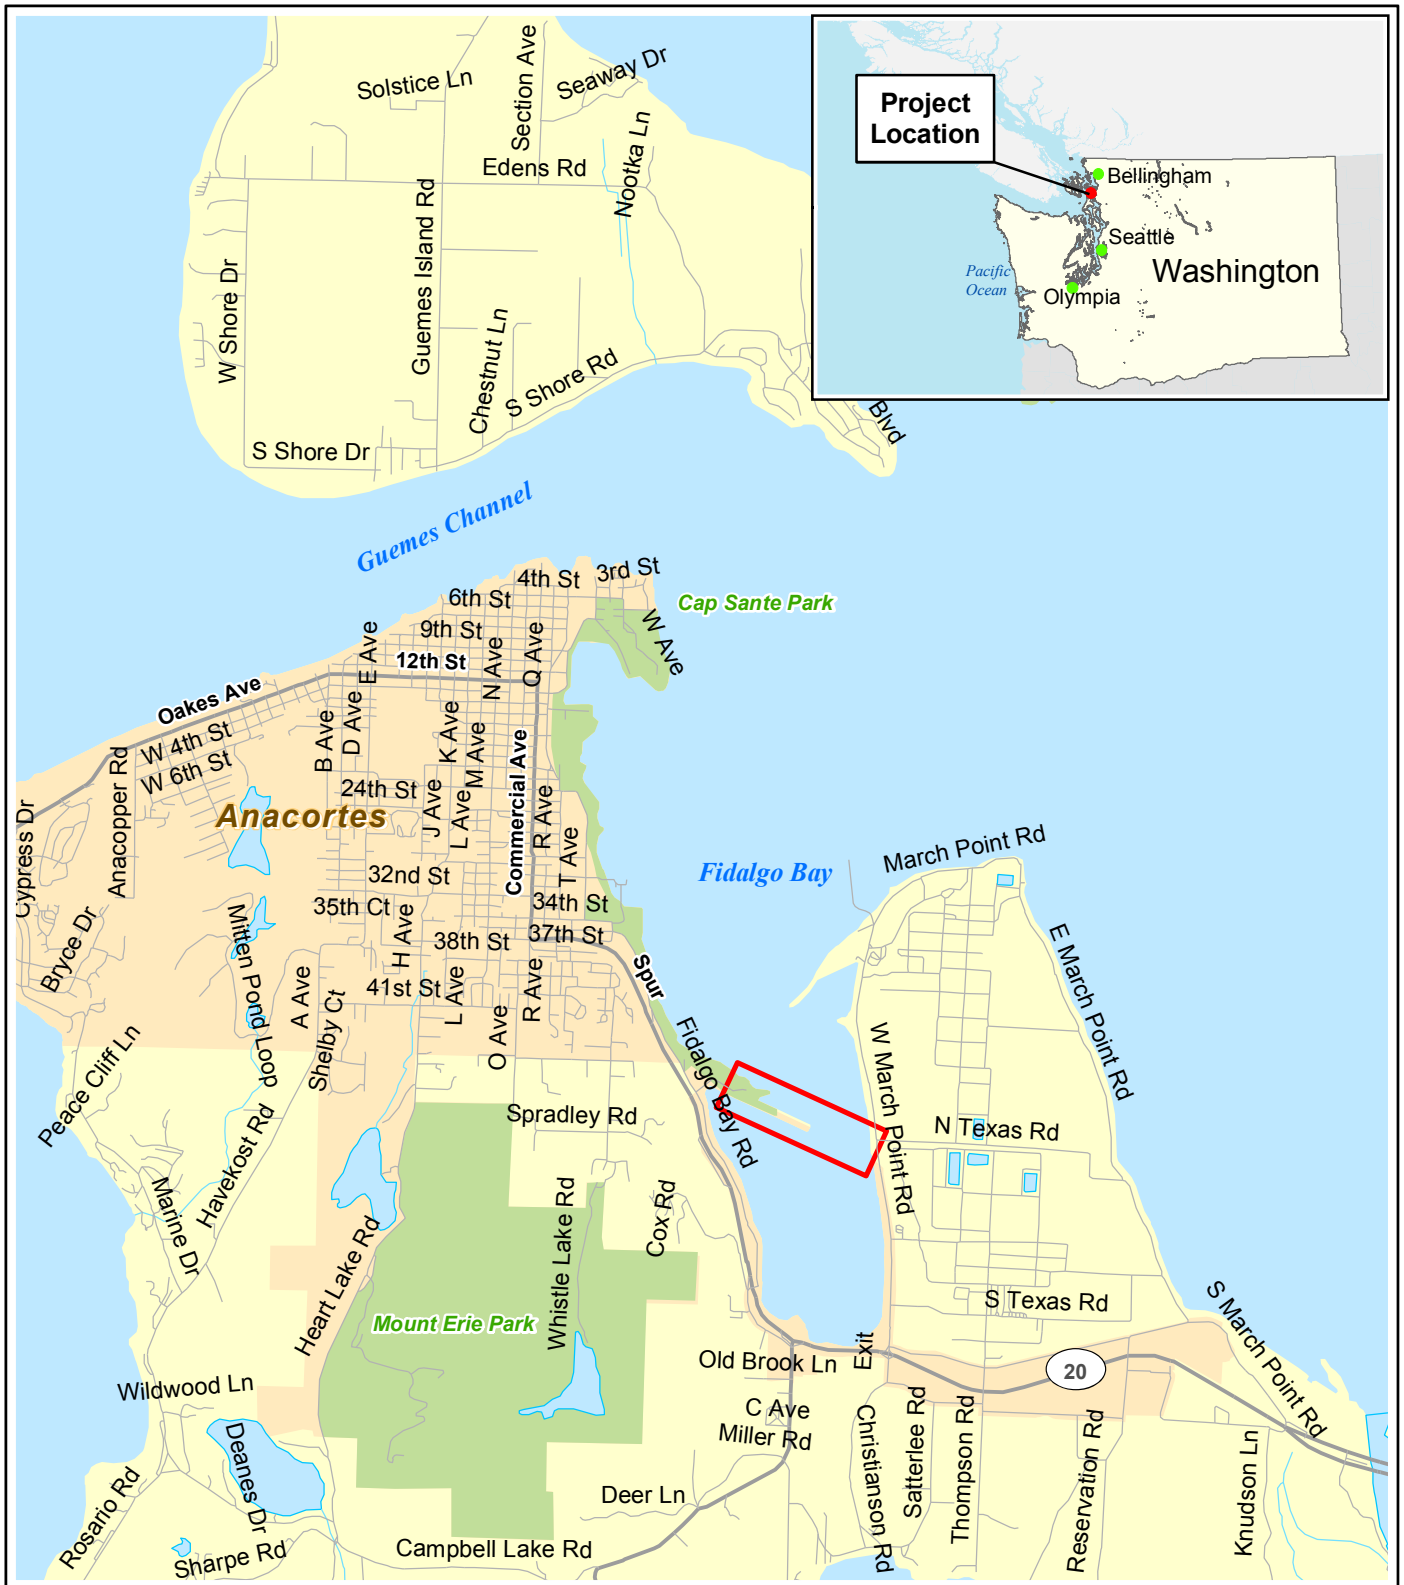 Solstice Ln
Section Ave
Seaway Dr
Edens Rd
Nootka Ln
Guemes Island Rd
W Shore Dr
Chestnut Ln
S Shore Rd
S Shore Dr
Blvd
Project
Location
Bellingham
Seattle
Washington
Pacific
Ocean
Olympia
Guemes Channel
3rd St
4th St
6th St
Cap Sante Park
9th St
W Ave
E Ave
12th St
N Ave
Q Ave
Oakes Ave
W 4th St
W 6th St
B Ave
D Ave
K Ave
M Ave
Commercial Ave
Anacopper Rd
24th St
J Ave
L Ave
R Ave
Anacortes
T Ave
Cypress Dr
32nd St
Fidalgo Bay
March Point Rd
35th Ct
34th St
H Ave
38th St
37th St
Bryce Dr
Mitten Pond Loop
Spur
E March Point Rd
A Ave
41st St
L Ave
R Ave
Shelby Ct
O Ave
Peace Cliff Ln
Fidalgo Bay Rd
W March Point Rd
Spradley Rd
N Texas Rd
Havekost Rd
Marine Dr
Whistle Lake Rd
Cox Rd
Heart Lake Rd
Mount Erie Park
S Texas Rd
S March Point Rd
Old Brook Ln
Exit
20
Wildwood Ln
C Ave
Miller Rd
Christianson Rd
Satterlee Rd
Thompson Rd
Reservation Rd
Knudson Ln
Deanes Dr
Deer Ln
Rosario Rd
Sharpe Rd
Campbell Lake Rd